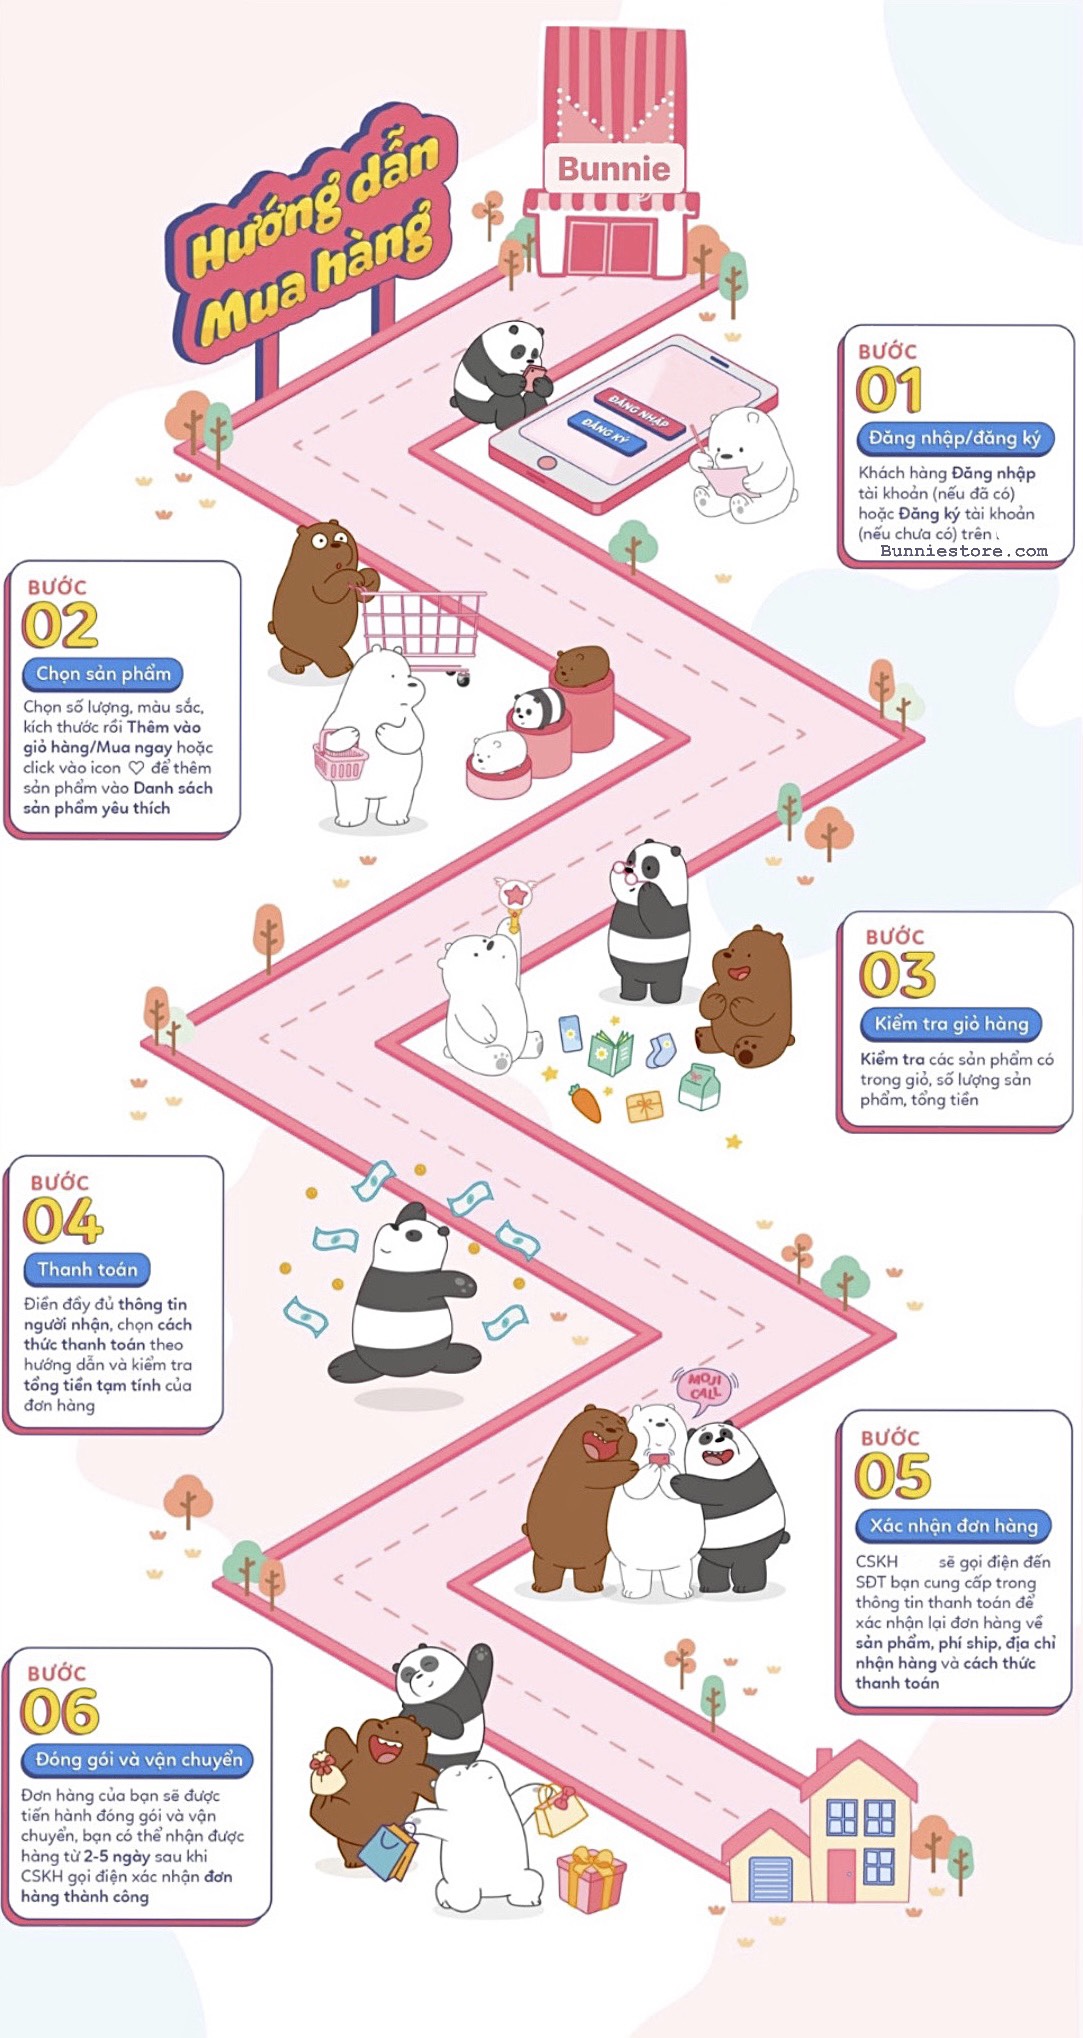 Bunnie
Hướng dẫn
Mua hàng
ĐĂNG NHẬP
ĐĂNG KÝ
BƯỚC
01
Đăng nhập/đăng ký
Khách hàng Đăng nhập
tài khoản (nếu đã có)
hoặc Đăng ký tài khoản
(nếu chưa có) trên
Bunniestore.com
BƯỚC
02
Chọn sản phẩm
Chọn số lượng, màu sắc,
kích thước rồi Thêm vào
giỏ hàng/Mua ngay hoặc
click vào icon ♡ để thêm
sản phẩm vào Danh sách
sản phẩm yêu thích
BƯỚC
03
Kiểm tra giỏ hàng
Kiểm tra các sản phẩm có
trong giỏ, số lượng sản
phẩm, tổng tiền
BƯỚC
04
Thanh toán
Điền đầy đủ thông tin
người nhận, chọn cách
thức thanh toán theo
hướng dẫn và kiểm tra
tổng tiền tạm tính của
đơn hàng
MOJI
CALL
BƯỚC
05
Xác nhận đơn hàng
CSKH sẽ gọi điện đến
SĐT bạn cung cấp trong
thông tin thanh toán để
xác nhận lại đơn hàng về
sản phẩm, phí ship, địa chỉ
nhận hàng và cách thức
thanh toán
BƯỚC
06
Đóng gói và vận chuyển
Đơn hàng của bạn sẽ được
tiến hành đóng gói và vận
chuyển, bạn có thể nhận được
hàng từ 2-5 ngày sau khi
CSKH gọi điện xác nhận đơn
hàng thành công